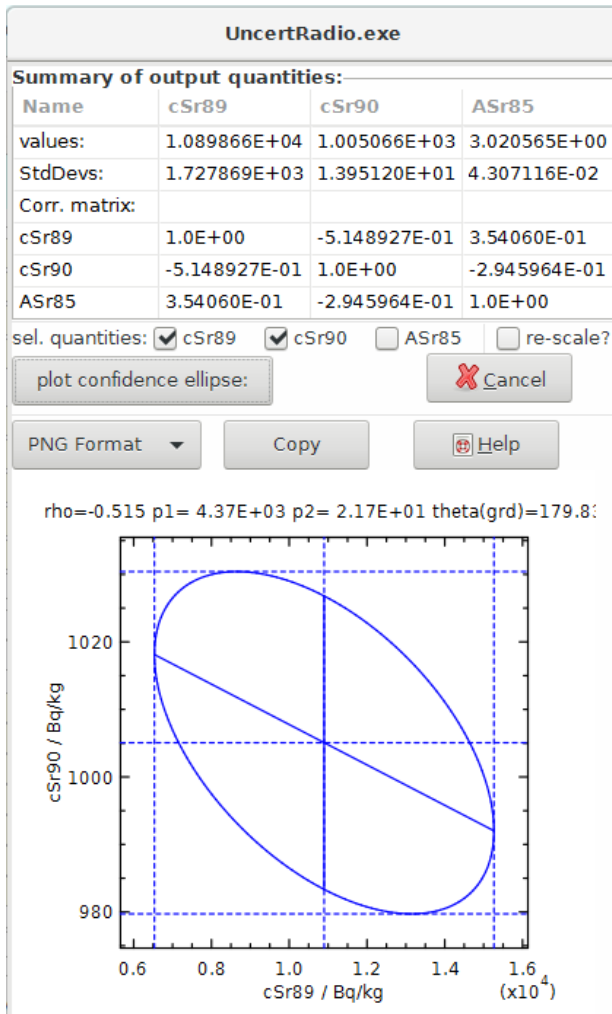 UncertRadio.exe
Summary of output quantities:
Name cSr89 cSr90 ASr85
values: 1.089866E+04 1.005066E+03 3.020565E+00
StdDevs: 1.727869E+03 1.395120E+01 4.307116E-02
Corr. matrix:
cSr89 1.0E+00 -5.148927E-01 3.54060E-01
cSr90 -5.148927E-01 1.0E+00 -2.945964E-01
ASr85 3.54060E-01 -2.945964E-01 1.0E+00
sel. quantities: cSr89 cSr90 ASr85 re-scale?
plot confidence ellipse: Cancel
PNG Format Copy Help
rho=-0.515 p1= 4.37E+03 p2= 2.17E+01 theta(grd)=179.83
1020
1000
980
cSr90 / Bq/kg
0.6 0.8 1.0 1.2 1.4 1.6
cSr89 / Bq/kg (x10^4)